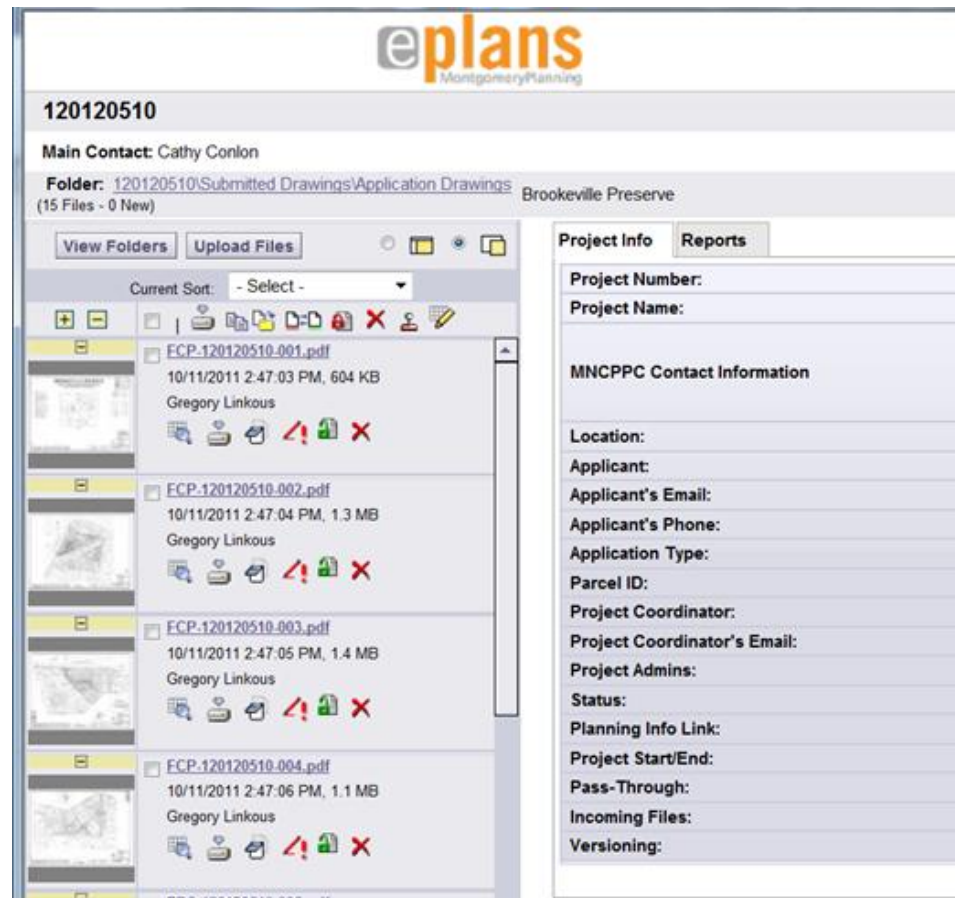 eplans
MontgomeryPlanning
120120510
Main Contact: Cathy Conlon
Folder: 120120510\Submitted Drawings\Application Drawings
(15 Files - 0 New)
Brookeville Preserve
View Folders
Upload Files
Current Sort: - Select -
FCP-120120510-001.pdf
10/11/2011 2:47:03 PM, 604 KB
Gregory Linkous
FCP-120120510-002.pdf
10/11/2011 2:47:04 PM, 1.3 MB
Gregory Linkous
FCP-120120510-003.pdf
10/11/2011 2:47:05 PM, 1.4 MB
Gregory Linkous
FCP-120120510-004.pdf
10/11/2011 2:47:06 PM, 1.1 MB
Gregory Linkous
Project Info
Reports
Project Number:
Project Name:
MNCPPC Contact Information
Location:
Applicant:
Applicant's Email:
Applicant's Phone:
Application Type:
Parcel ID:
Project Coordinator:
Project Coordinator's Email:
Project Admins:
Status:
Planning Info Link:
Project Start/End:
Pass-Through:
Incoming Files:
Versioning: